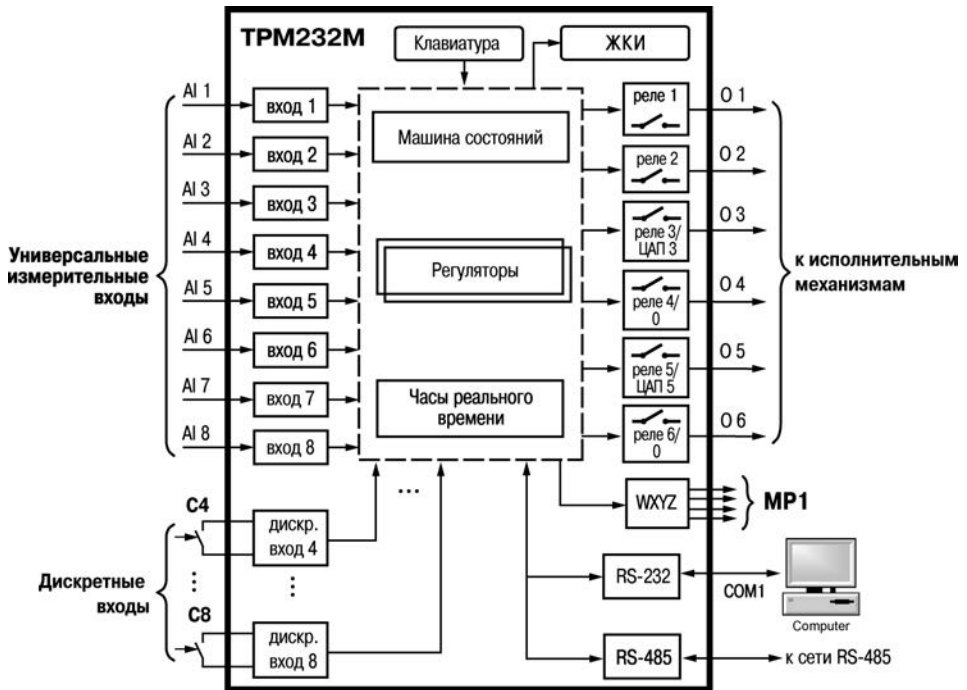 ТРМ232М
Клавиатура
ЖКИ
AI 1
вход 1
AI 2
вход 2
AI 3
вход 3
AI 4
вход 4
AI 5
вход 5
AI 6
вход 6
AI 7
вход 7
AI 8
вход 8
Универсальные
измерительные
входы
Машина состояний
Регуляторы
Часы реального
времени
реле 1
O 1
реле 2
O 2
реле 3/
ЦАП 3
O 3
реле 4/
0
O 4
реле 5/
ЦАП 5
O 5
реле 6/
0
O 6
к исполнительным
механизмам
...
WXYZ
MP1
C4
дискр.
вход 4
Дискретные
входы
C8
дискр.
вход 8
RS-232
COM1
Computer
RS-485
к сети RS-485